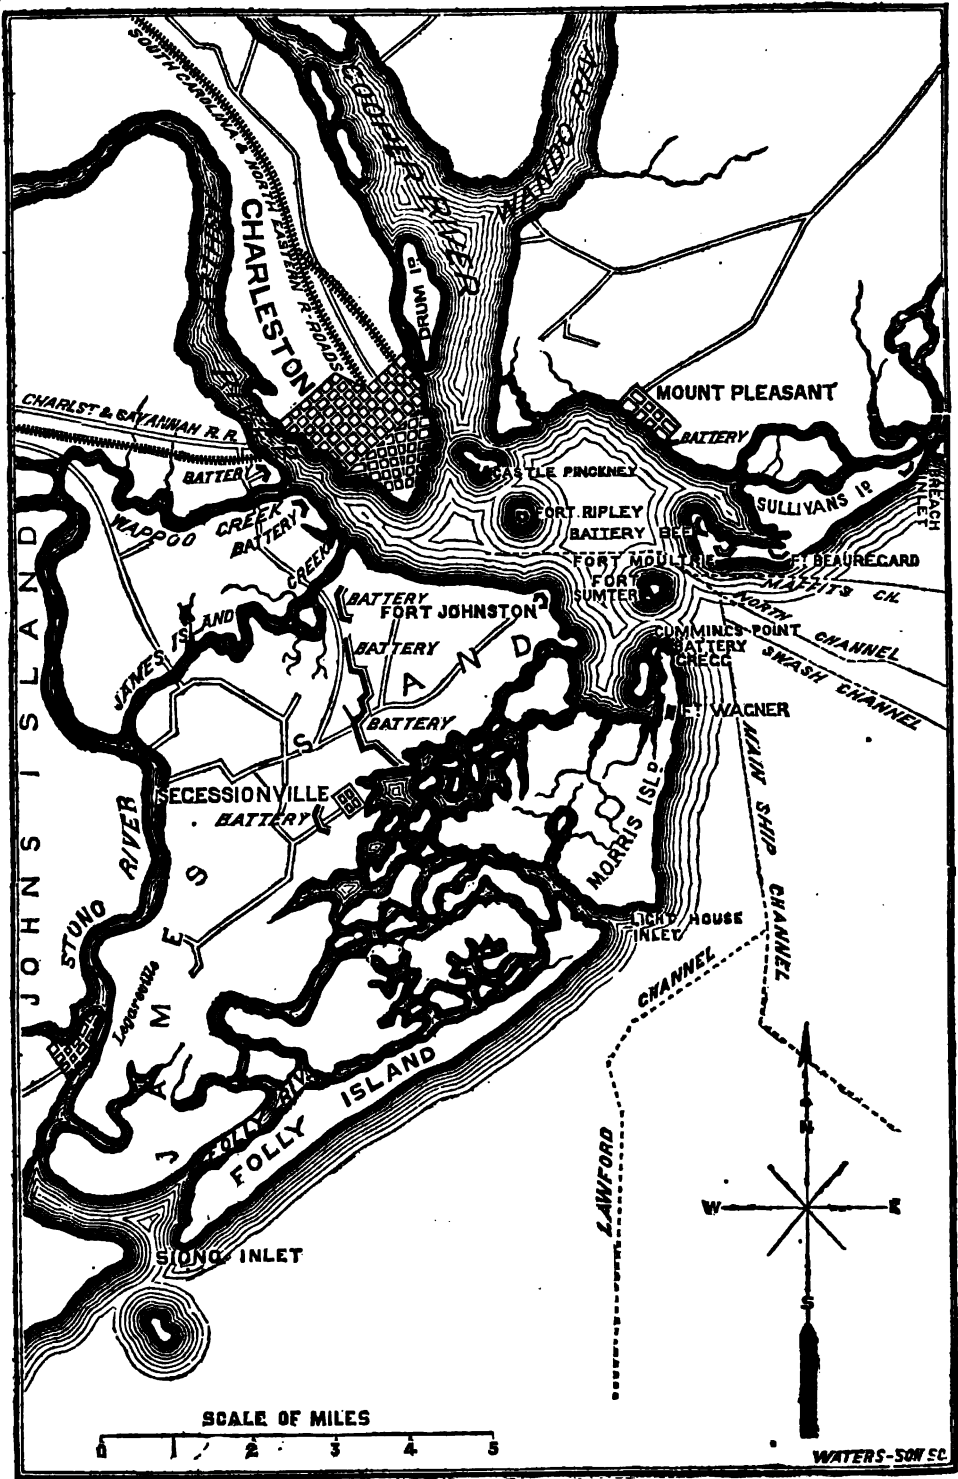 SOUTH CAROLINA & NORTH EASTERN R-ROADS
COOPER RIVER
WANDO RIV
CHARLESTON
DRUM ID
CHARLST & SAVANNAH R. R.
MOUNT PLEASANT
BATTERY
BATTERY
CASTLE PINCKNEY
SULLIVANS ID
BREACH
INLET
WAPPOO CREEK
BATTERY
FORT RIPLEY
BATTERY BEE
FORT MOULTRIE
FT BEAUREGARD
FORT
SUMTER
MAFFITS CH.
NORTH CHANNEL
SWASH CHANNEL
JAMES ISLAND CREEK
BATTERY
FORT JOHNSTON
BATTERY
BATTERY
CUMMINGS POINT
BATTERY
GREGG
FT WAGNER
MAIN SHIP CHANNEL
JOHNS ISLAND
JAMES ISLAND
SECESSIONVILLE
BATTERY
STONO RIVER
MORRIS ISLD
LIGHT HOUSE
INLET
Legareville
FOLLY RIV.
FOLLY ISLAND
LAWFORD CHANNEL
STONO INLET
N
W
E
S
SCALE OF MILES
0 1 2 3 4 5
WATERS-SON SC.